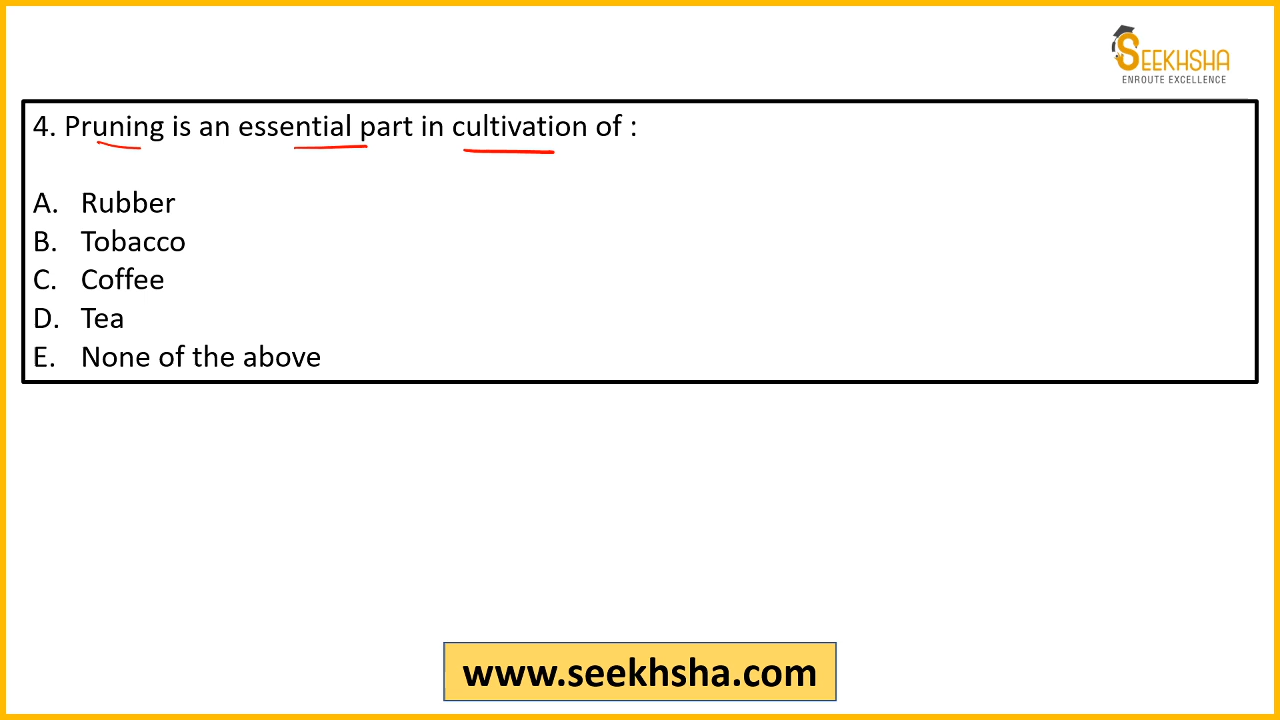 SEEKHSHA
ENROUTE EXCELLENCE
4. Pruning is an essential part in cultivation of :
A. Rubber
B. Tobacco
C. Coffee
D. Tea
E. None of the above
www.seekhsha.com